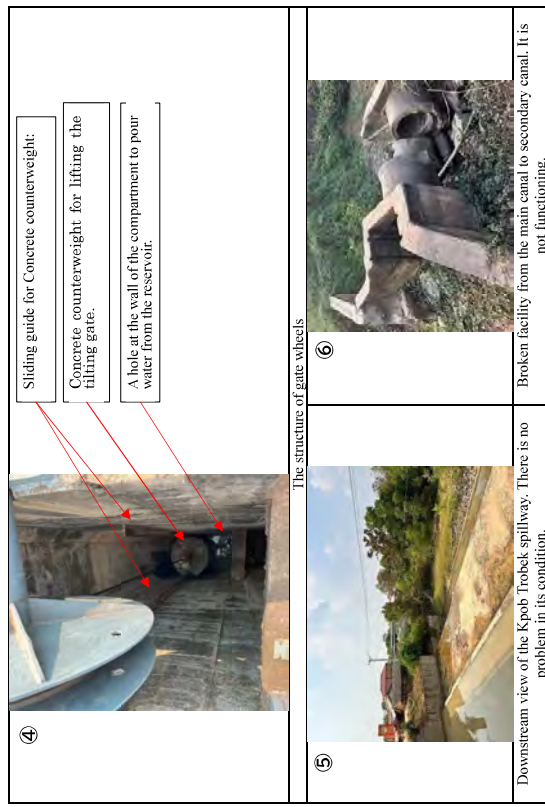 ④
Sliding guide for Concrete counterweight:
Concrete counterweight for lifting the
tilting gate.
A hole at the wall of the compartment to pour
water from the reservoir.
The structure of gate wheels
⑤
⑥
Downstream view of the Kpob Trobek spillway. There is no
problem in its condition.
Broken facility from the main canal to secondary canal. It is
not functioning.